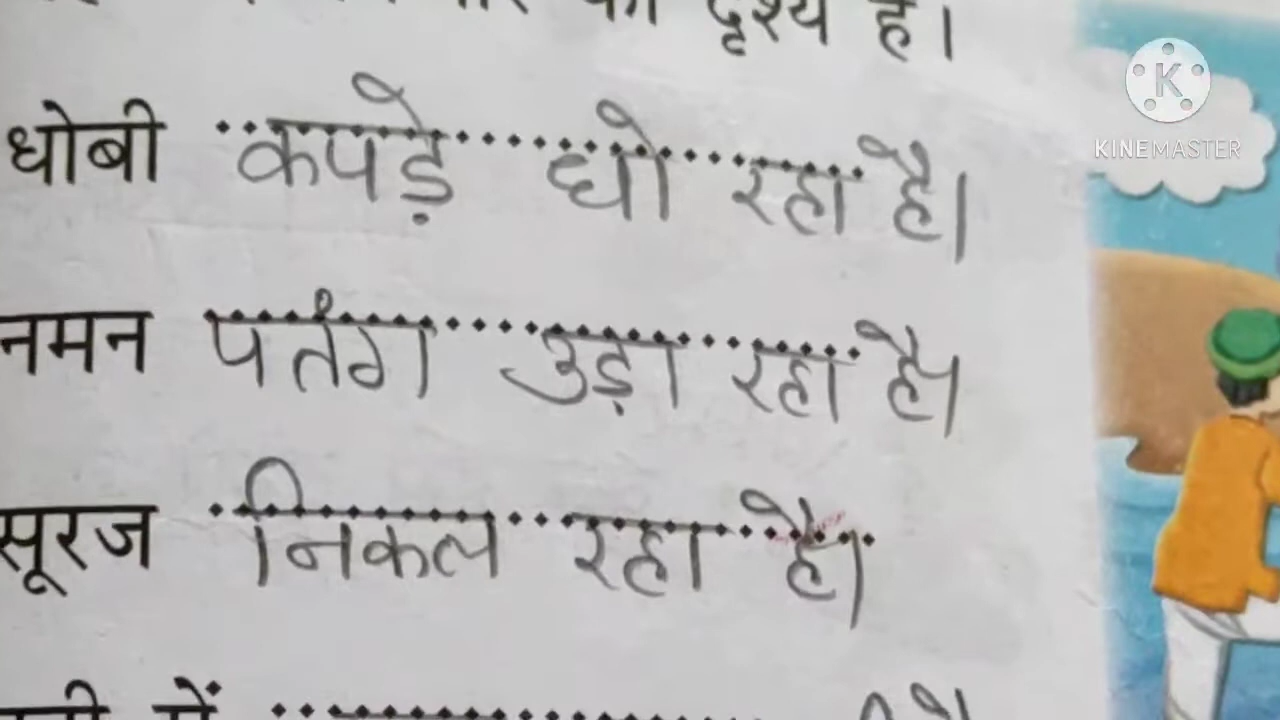 का दृश्य है।
धोबी कपड़े धो रहा है।
नमन पतंग उड़ा रहा है।
सूरज निकल रहा है।
में
KINEMASTER